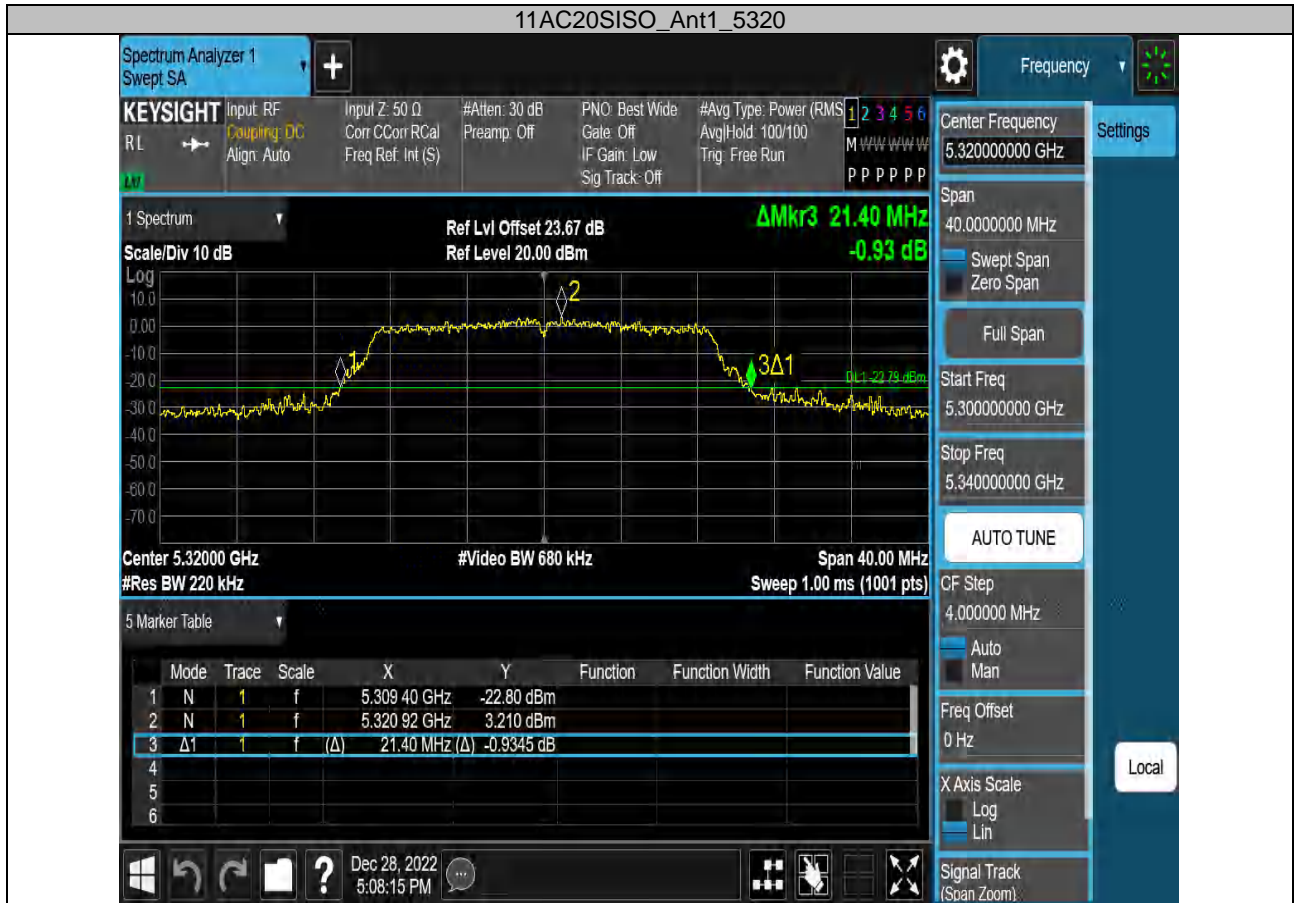 11AC20SISO_Ant1_5320
Spectrum Analyzer 1
Swept SA
Frequency
KEYSIGHT
RL
Input: RF
Coupling: DC
Align: Auto
Input Z: 50 Ω
Corr CCorr RCal
Freq Ref: Int (S)
#Atten: 30 dB
Preamp: Off
PNO: Best Wide
Gate: Off
IF Gain: Low
Sig Track: Off
#Avg Type: Power (RMS
Avg|Hold: 100/100
Trig: Free Run
1 2 3 4 5 6
M W W W W W
P P P P P P
Center Frequency
5.320000000 GHz
Settings
1 Spectrum
Scale/Div 10 dB
Ref Lvl Offset 23.67 dB
Ref Level 20.00 dBm
ΔMkr3 21.40 MHz
-0.93 dB
Span
40.0000000 MHz
Swept Span
Zero Span
Full Span
Log
10.0
0.00
-10.0
-20.0
-30.0
-40.0
-50.0
-60.0
-70.0
1
2
3Δ1
DL1 -22.79 dBm
Start Freq
5.300000000 GHz
Stop Freq
5.340000000 GHz
AUTO TUNE
Center 5.32000 GHz
#Res BW 220 kHz
#Video BW 680 kHz
Span 40.00 MHz
Sweep 1.00 ms (1001 pts)
CF Step
4.000000 MHz
Auto
Man
5 Marker Table
Mode Trace Scale X Y Function Function Width Function Value
1 N 1 f 5.309 40 GHz -22.80 dBm
2 N 1 f 5.320 92 GHz 3.210 dBm
3 Δ1 1 f (Δ) 21.40 MHz (Δ) -0.9345 dB
4
5
6
Freq Offset
0 Hz
X Axis Scale
Log
Lin
Local
Signal Track
(Span Zoom)
?
Dec 28, 2022
5:08:15 PM